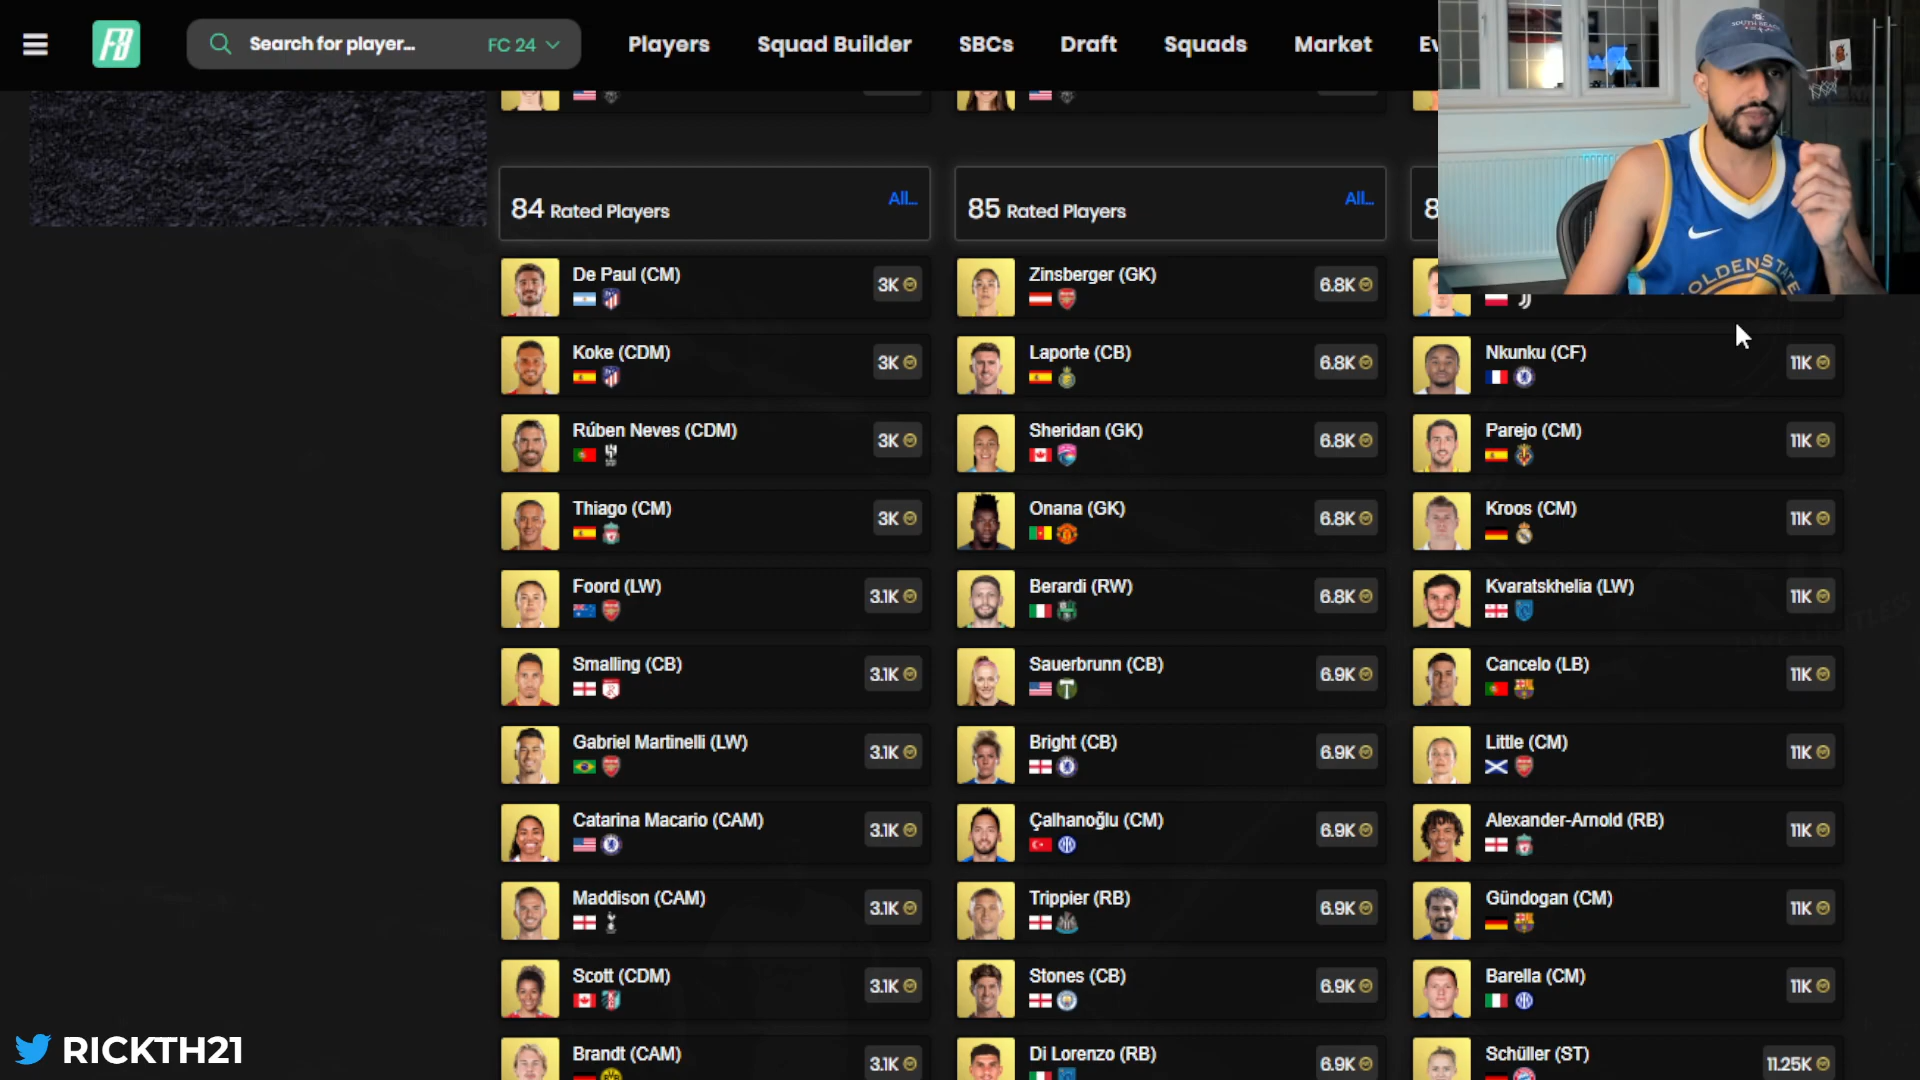 F8
Search for player...
FC 24
Players
Squad Builder
SBCs
Draft
Squads
Market
84 Rated Players
All...
85 Rated Players
All...
8
De Paul (CM)
3K
Zinsberger (GK)
6.8K
Koke (CDM)
3K
Laporte (CB)
6.8K
Nkunku (CF)
11K
Rúben Neves (CDM)
3K
Sheridan (GK)
6.8K
Parejo (CM)
11K
Thiago (CM)
3K
Onana (GK)
6.8K
Kroos (CM)
11K
Foord (LW)
3.1K
Berardi (RW)
6.8K
Kvaratskhelia (LW)
11K
Smalling (CB)
3.1K
Sauerbrunn (CB)
6.9K
Cancelo (LB)
11K
Gabriel Martinelli (LW)
3.1K
Bright (CB)
6.9K
Little (CM)
11K
Catarina Macario (CAM)
3.1K
Çalhanoğlu (CM)
6.9K
Alexander-Arnold (RB)
11K
Maddison (CAM)
3.1K
Trippier (RB)
6.9K
Gündogan (CM)
11K
Scott (CDM)
3.1K
Stones (CB)
6.9K
Barella (CM)
11K
Brandt (CAM)
3.1K
Di Lorenzo (RB)
6.9K
Schüller (ST)
11.25K
RICKTH21